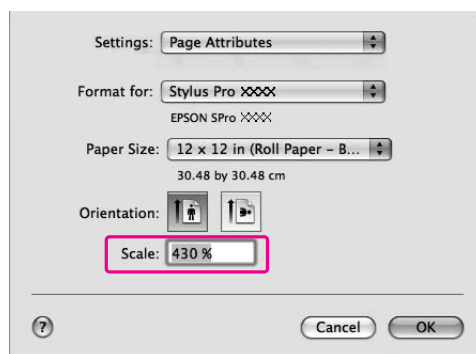 Settings: Page Attributes
Format for: Stylus Pro XXXX
EPSON SPro XXXX
Paper Size: 12 x 12 in (Roll Paper – B...
30.48 by 30.48 cm
Orientation:
Scale: 430 %
? Cancel OK